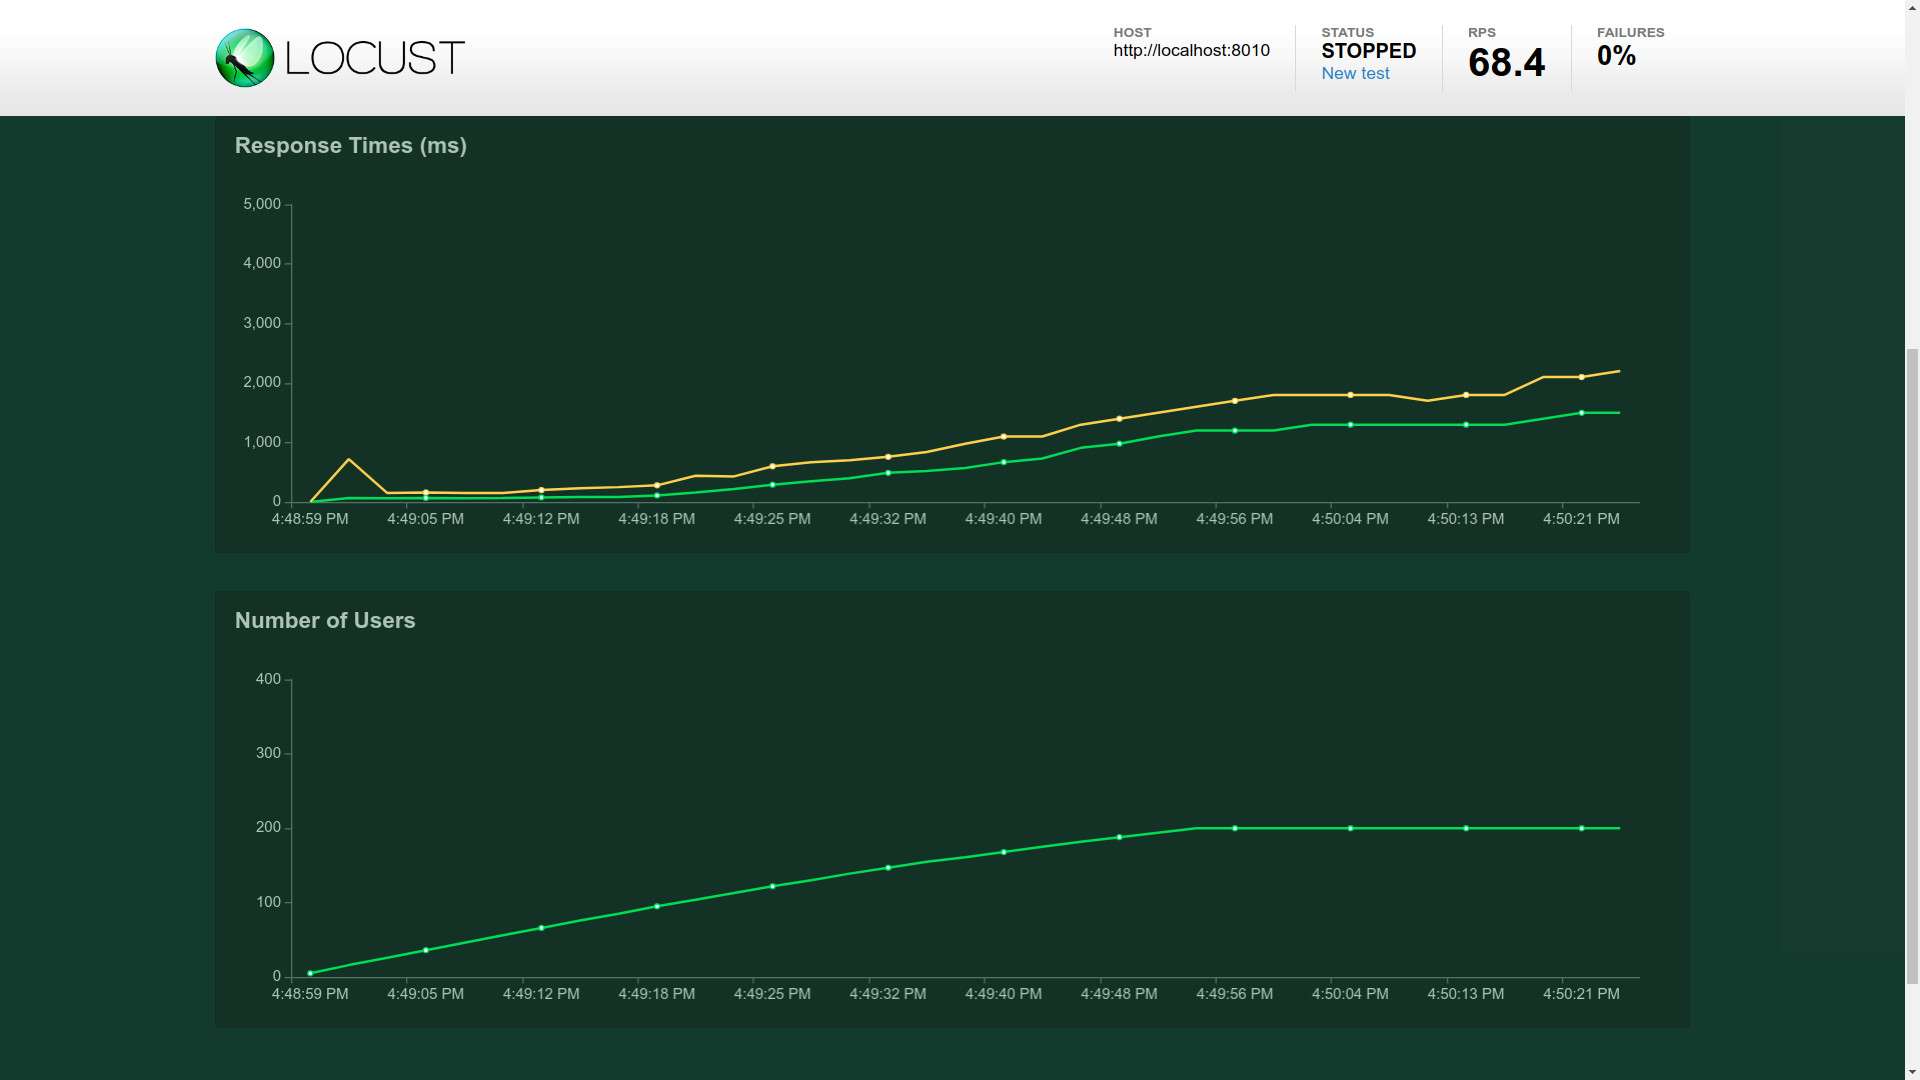 LOCUST
HOST
http://localhost:8010
STATUS
STOPPED
New test
RPS
68.4
FAILURES
0%
Response Times (ms)
5,000
4,000
3,000
2,000
1,000
0
4:48:59 PM 4:49:05 PM 4:49:12 PM 4:49:18 PM 4:49:25 PM 4:49:32 PM 4:49:40 PM 4:49:48 PM 4:49:56 PM 4:50:04 PM 4:50:13 PM 4:50:21 PM
Number of Users
400
300
200
100
0
4:48:59 PM 4:49:05 PM 4:49:12 PM 4:49:18 PM 4:49:25 PM 4:49:32 PM 4:49:40 PM 4:49:48 PM 4:49:56 PM 4:50:04 PM 4:50:13 PM 4:50:21 PM